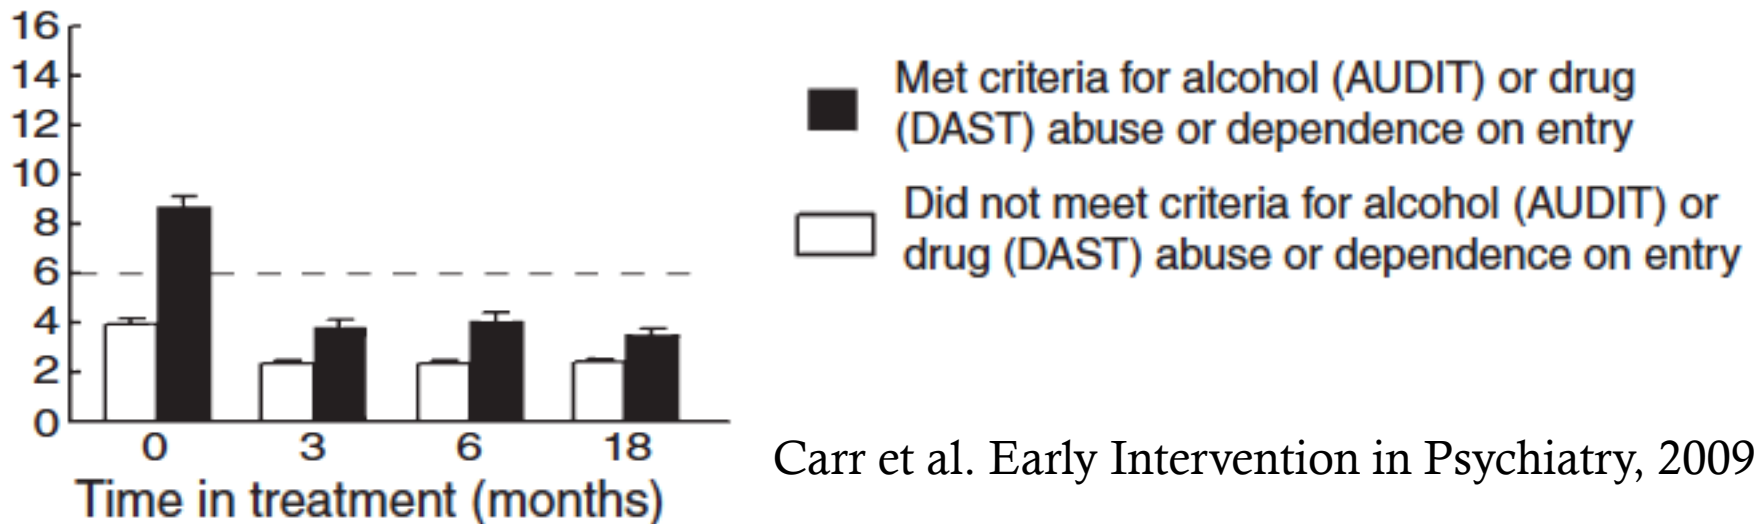 16
14
12
10
8
6
4
2
0
0 3 6 18
Time in treatment (months)
Met criteria for alcohol (AUDIT) or drug
(DAST) abuse or dependence on entry
Did not meet criteria for alcohol (AUDIT) or
drug (DAST) abuse or dependence on entry
Carr et al. Early Intervention in Psychiatry, 2009